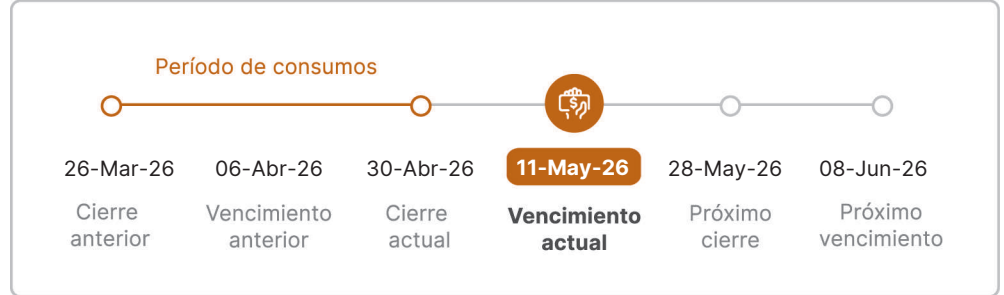 Período de consumos
$
26-Mar-26
06-Abr-26
30-Abr-26
11-May-26
28-May-26
08-Jun-26
Cierre
anterior
Vencimiento
anterior
Cierre
actual
Vencimiento
actual
Próximo
cierre
Próximo
vencimiento